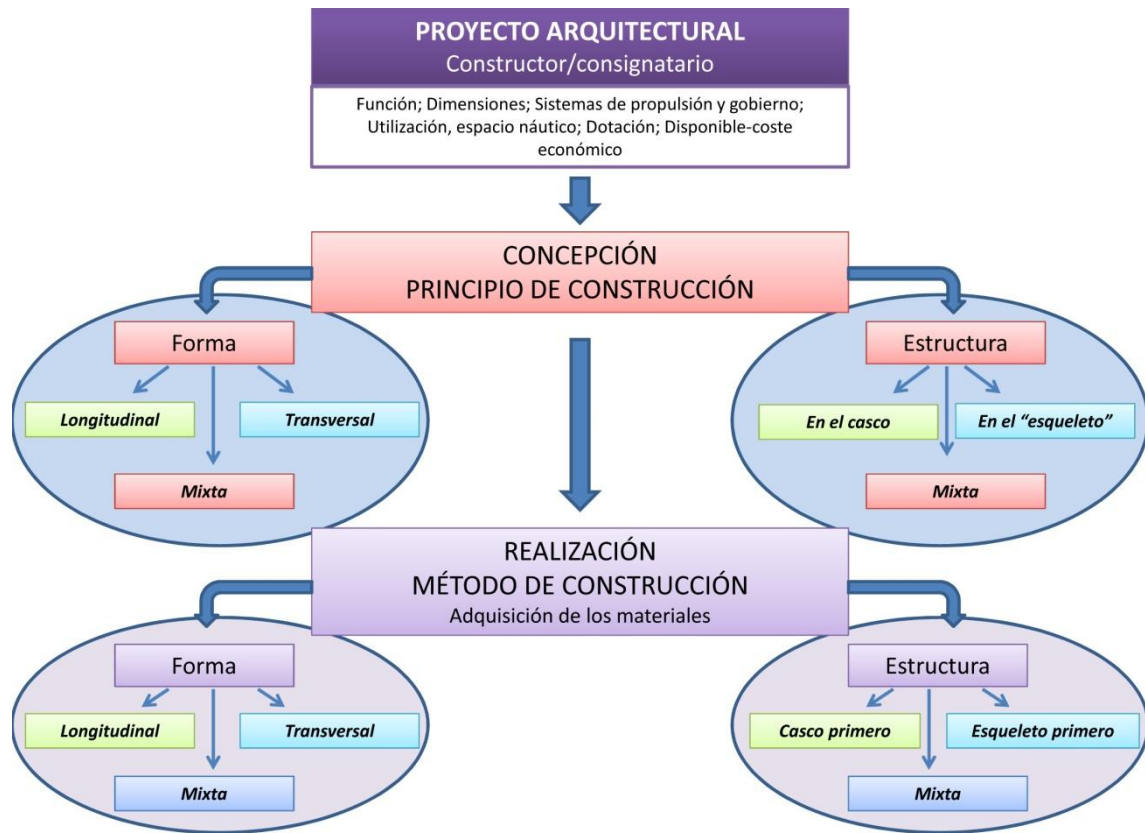 PROYECTO ARQUITECTURAL
Constructor/consignatario
Función; Dimensiones; Sistemas de propulsión y gobierno;
Utilización, espacio náutico; Dotación; Disponible-coste
económico
CONCEPCIÓN
PRINCIPIO DE CONSTRUCCIÓN
Forma
Longitudinal
Transversal
Mixta
Estructura
En el casco
En el “esqueleto”
Mixta
REALIZACIÓN
MÉTODO DE CONSTRUCCIÓN
Adquisición de los materiales
Forma
Longitudinal
Transversal
Mixta
Estructura
Casco primero
Esqueleto primero
Mixta